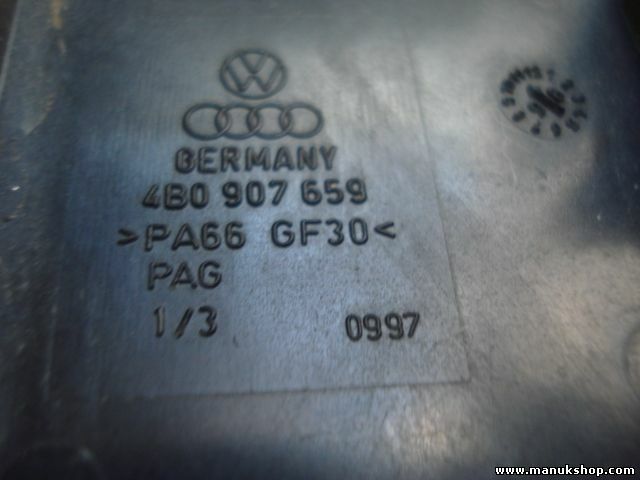 GERMANY
4B0 907 659
>PA66 GF30<
PAG
1/3 0997
www.manukshop.com